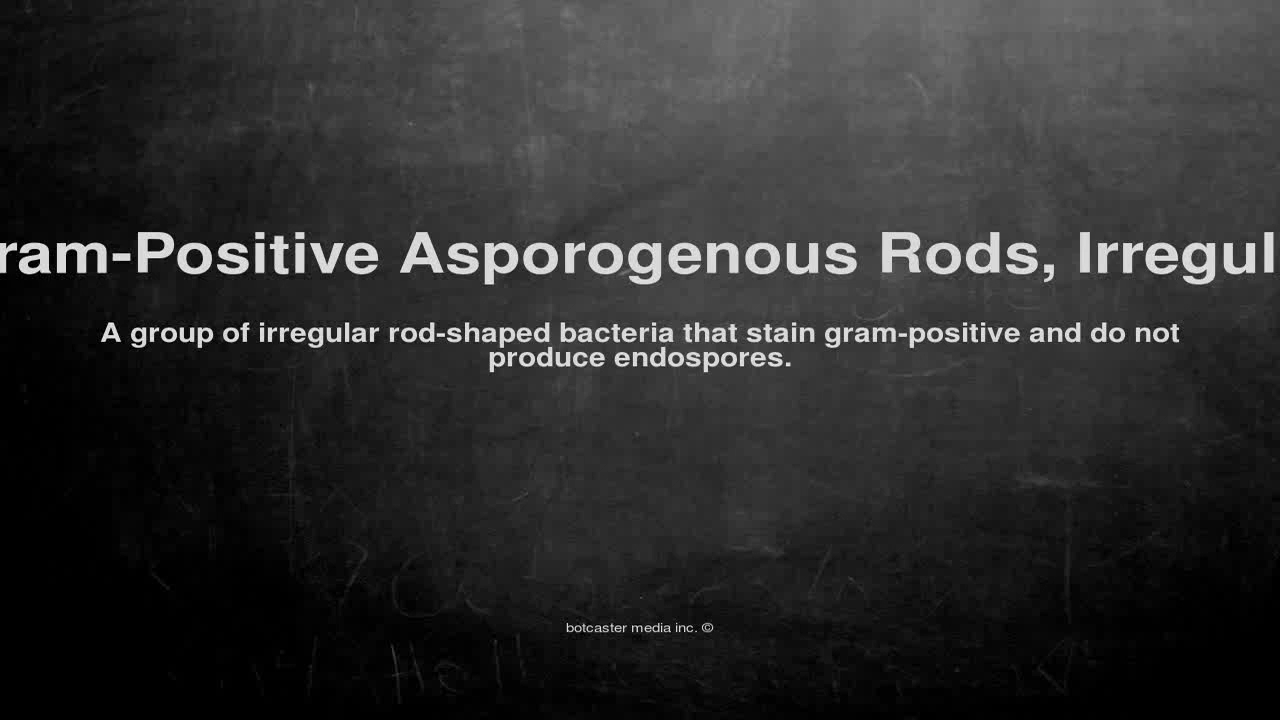 ram-Positive Asporogenous Rods, Irregul
A group of irregular rod-shaped bacteria that stain gram-positive and do not
produce endospores.
botcaster media inc. ©